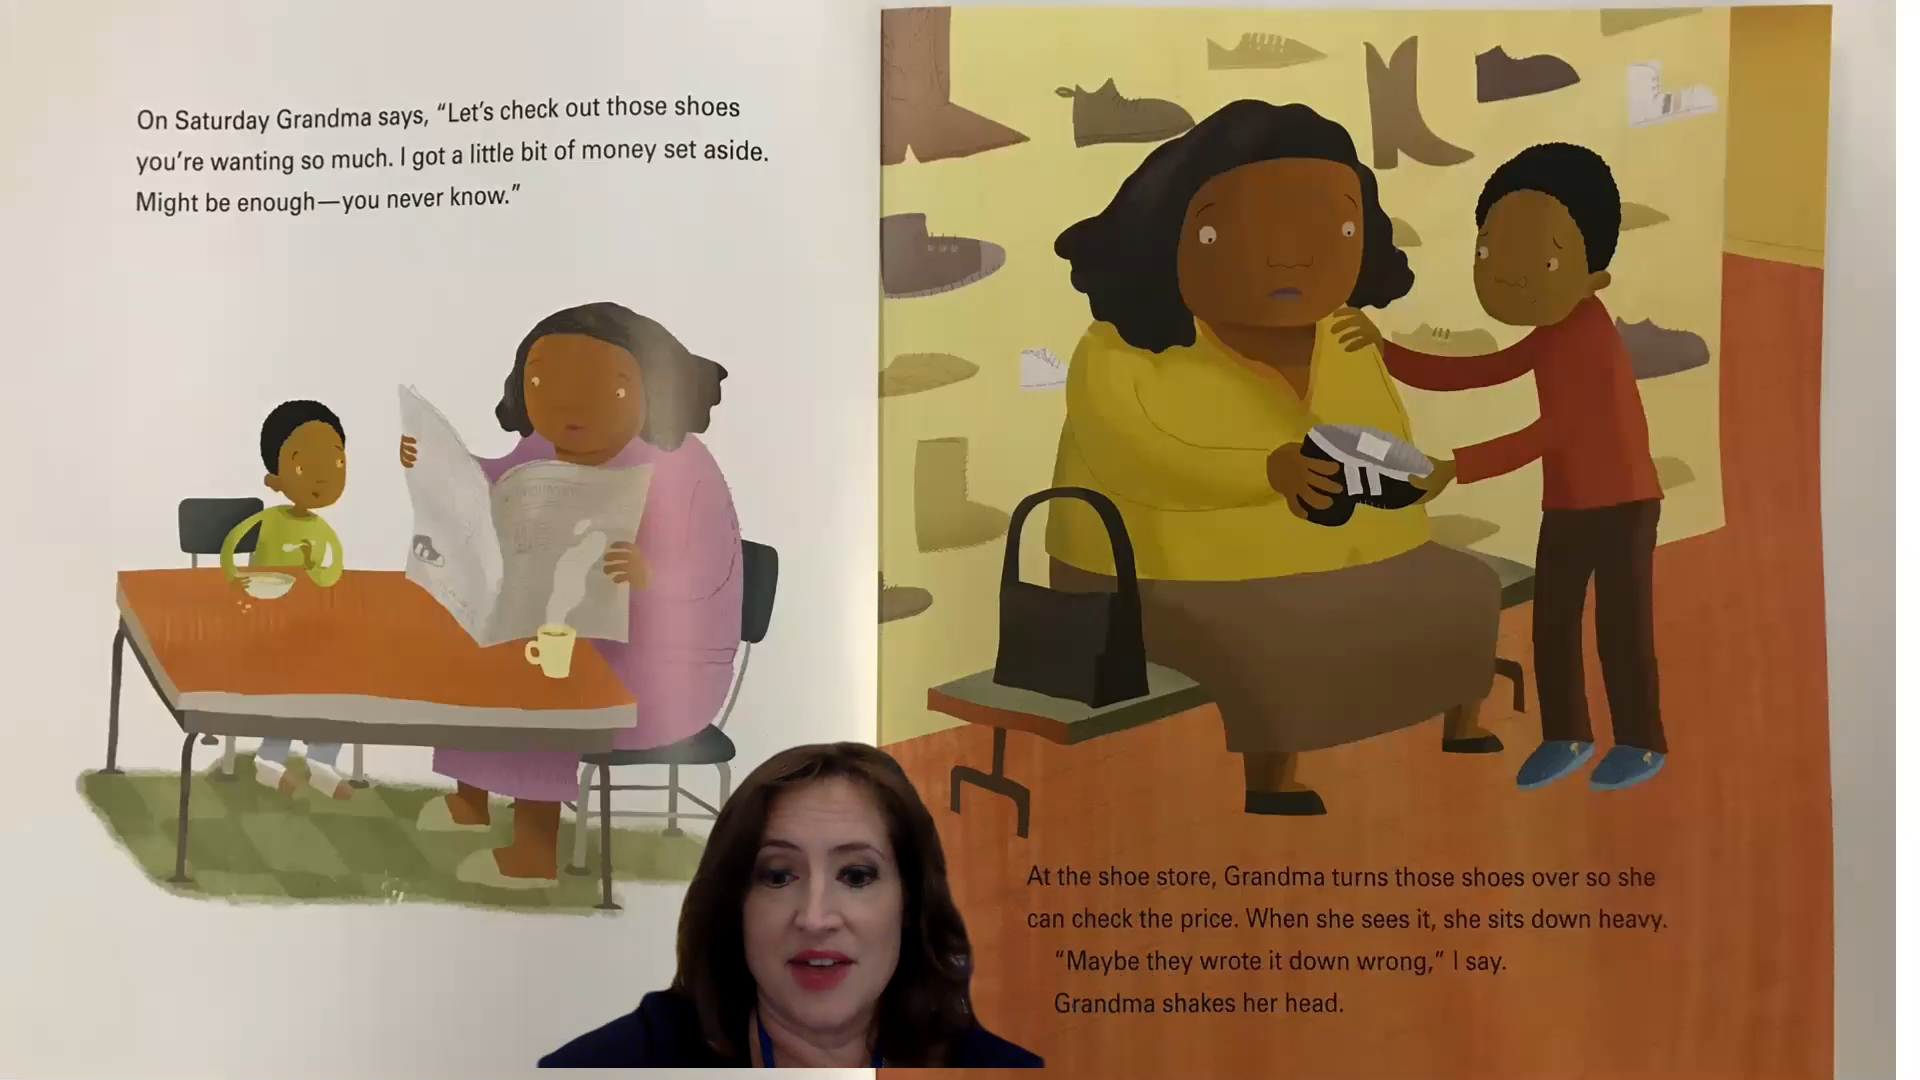 On Saturday Grandma says, “Let’s check out those shoes
you’re wanting so much. I got a little bit of money set aside.
Might be enough—you never know.”
At the shoe store, Grandma turns those shoes over so she
can check the price. When she sees it, she sits down heavy.
“Maybe they wrote it down wrong,” I say.
Grandma shakes her head.